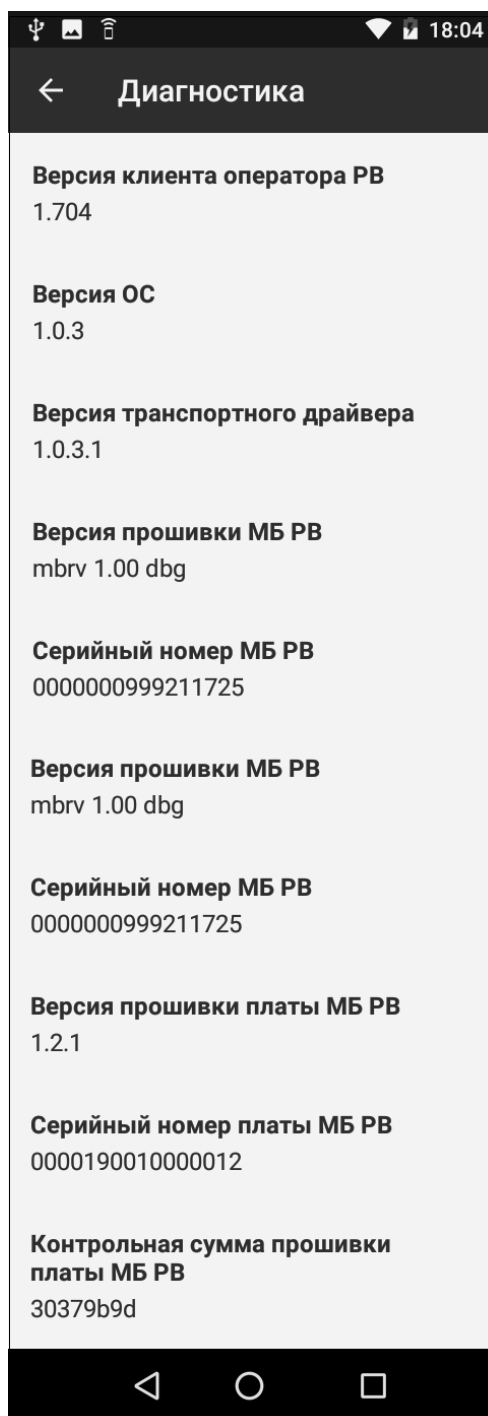 18:04
Диагностика
Версия клиента оператора РВ
1.704
Версия ОС
1.0.3
Версия транспортного драйвера
1.0.3.1
Версия прошивки МБ РВ
mbrv 1.00 dbg
Серийный номер МБ РВ
0000000999211725
Версия прошивки МБ РВ
mbrv 1.00 dbg
Серийный номер МБ РВ
0000000999211725
Версия прошивки платы МБ РВ
1.2.1
Серийный номер платы МБ РВ
0000190010000012
Контрольная сумма прошивки
платы МБ РВ
30379b9d